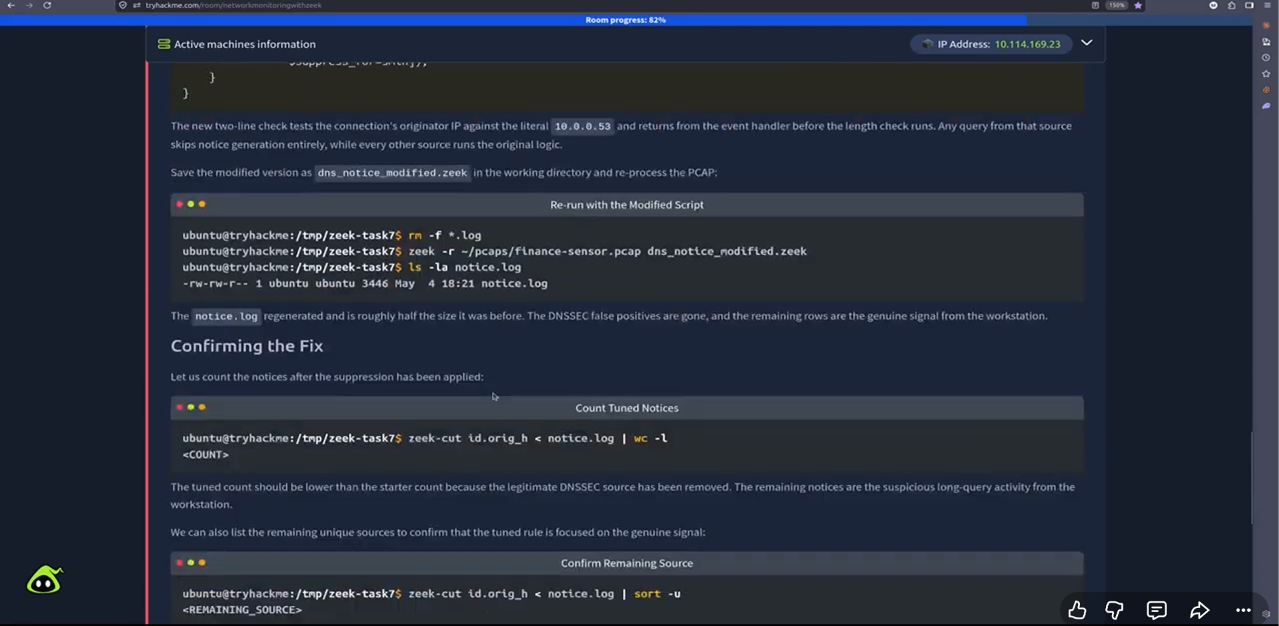 tryhackme.com/room/networkmonitoringwithzeek
150%
Room progress: 82%
Active machines information
IP Address: 10.114.169.23
}
}
The new two-line check tests the connection's originator IP against the literal 10.0.0.53 and returns from the event handler before the length check runs. Any query from that source
skips notice generation entirely, while every other source runs the original logic.
Save the modified version as dns_notice_modified.zeek in the working directory and re-process the PCAP:
Re-run with the Modified Script
ubuntu@tryhackme:/tmp/zeek-task7$ rm -f *.log
ubuntu@tryhackme:/tmp/zeek-task7$ zeek -r ~/pcaps/finance-sensor.pcap dns_notice_modified.zeek
ubuntu@tryhackme:/tmp/zeek-task7$ ls -la notice.log
-rw-rw-r-- 1 ubuntu ubuntu 3446 May  4 18:21 notice.log
The notice.log regenerated and is roughly half the size it was before. The DNSSEC false positives are gone, and the remaining rows are the genuine signal from the workstation.
Confirming the Fix
Let us count the notices after the suppression has been applied:
Count Tuned Notices
ubuntu@tryhackme:/tmp/zeek-task7$ zeek-cut id.orig_h < notice.log | wc -l
<COUNT>
The tuned count should be lower than the starter count because the legitimate DNSSEC source has been removed. The remaining notices are the suspicious long-query activity from the
workstation.
We can also list the remaining unique sources to confirm that the tuned rule is focused on the genuine signal:
Confirm Remaining Source
ubuntu@tryhackme:/tmp/zeek-task7$ zeek-cut id.orig_h < notice.log | sort -u
<REMAINING_SOURCE>